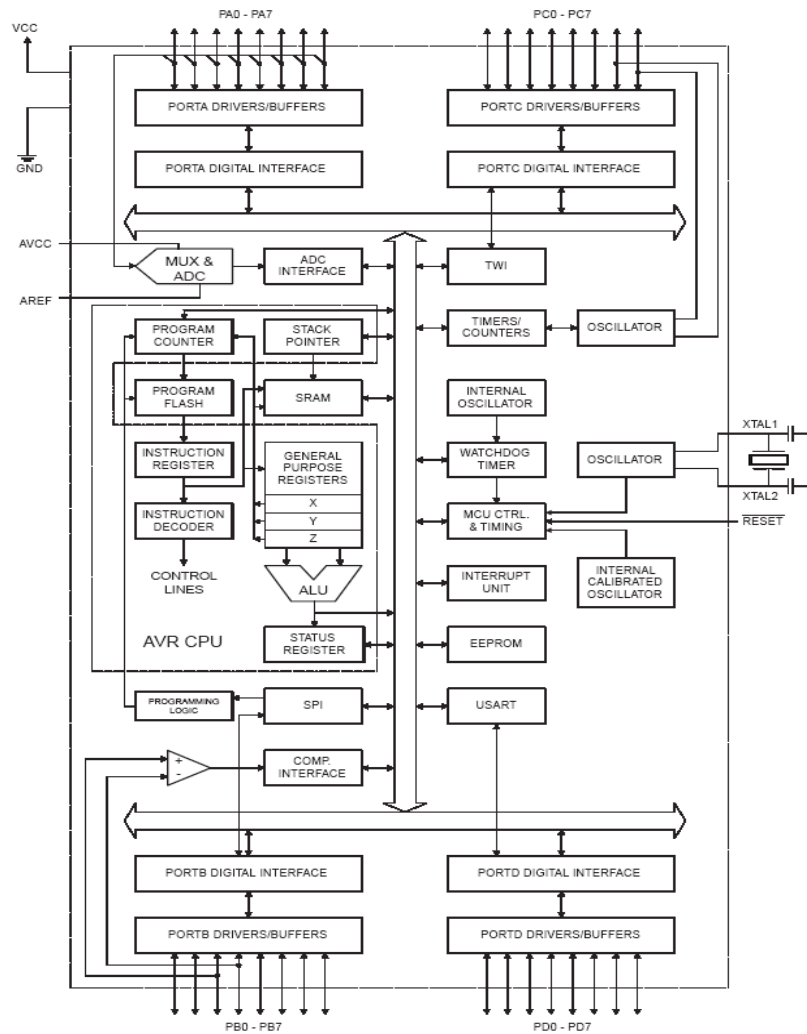 PA0 - PA7
PC0 - PC7
VCC
GND
PORTA DRIVERS/BUFFERS
PORTC DRIVERS/BUFFERS
PORTA DIGITAL INTERFACE
PORTC DIGITAL INTERFACE
AVCC
AREF
MUX &
ADC
ADC
INTERFACE
TWI
PROGRAM
COUNTER
STACK
POINTER
TIMERS/
COUNTERS
OSCILLATOR
PROGRAM
FLASH
SRAM
INTERNAL
OSCILLATOR
XTAL1
INSTRUCTION
REGISTER
GENERAL
PURPOSE
REGISTERS
X
Y
Z
WATCHDOG
TIMER
OSCILLATOR
XTAL2
INSTRUCTION
DECODER
MCU CTRL.
& TIMING
RESET
CONTROL
LINES
ALU
INTERRUPT
UNIT
INTERNAL
CALIBRATED
OSCILLATOR
AVR CPU
STATUS
REGISTER
EEPROM
PROGRAMMING
LOGIC
SPI
USART
+
-
COMP.
INTERFACE
PORTB DIGITAL INTERFACE
PORTD DIGITAL INTERFACE
PORTB DRIVERS/BUFFERS
PORTD DRIVERS/BUFFERS
PB0 - PB7
PD0 - PD7